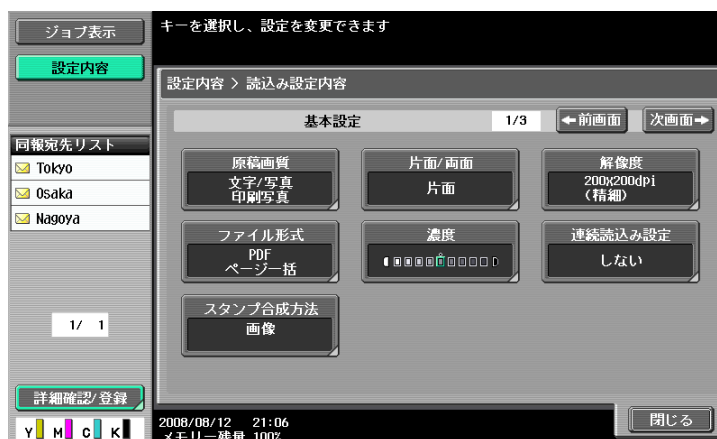 ジョブ表示
設定内容
キーを選択し、設定を変更できます
設定内容 > 読込み設定内容
基本設定
1/3
←前画面
次画面→
同報宛先リスト
Tokyo
Osaka
Nagoya
原稿画質
文字/写真
印刷写真
片面/両面
片面
解像度
200x200dpi
(精細)
ファイル形式
PDF
ページ一括
濃度
連続読込み設定
しない
スタンプ合成方法
画像
1/ 1
詳細確認/登録
Y M C K
2008/08/12 21:06
メモリー残量 100%
閉じる